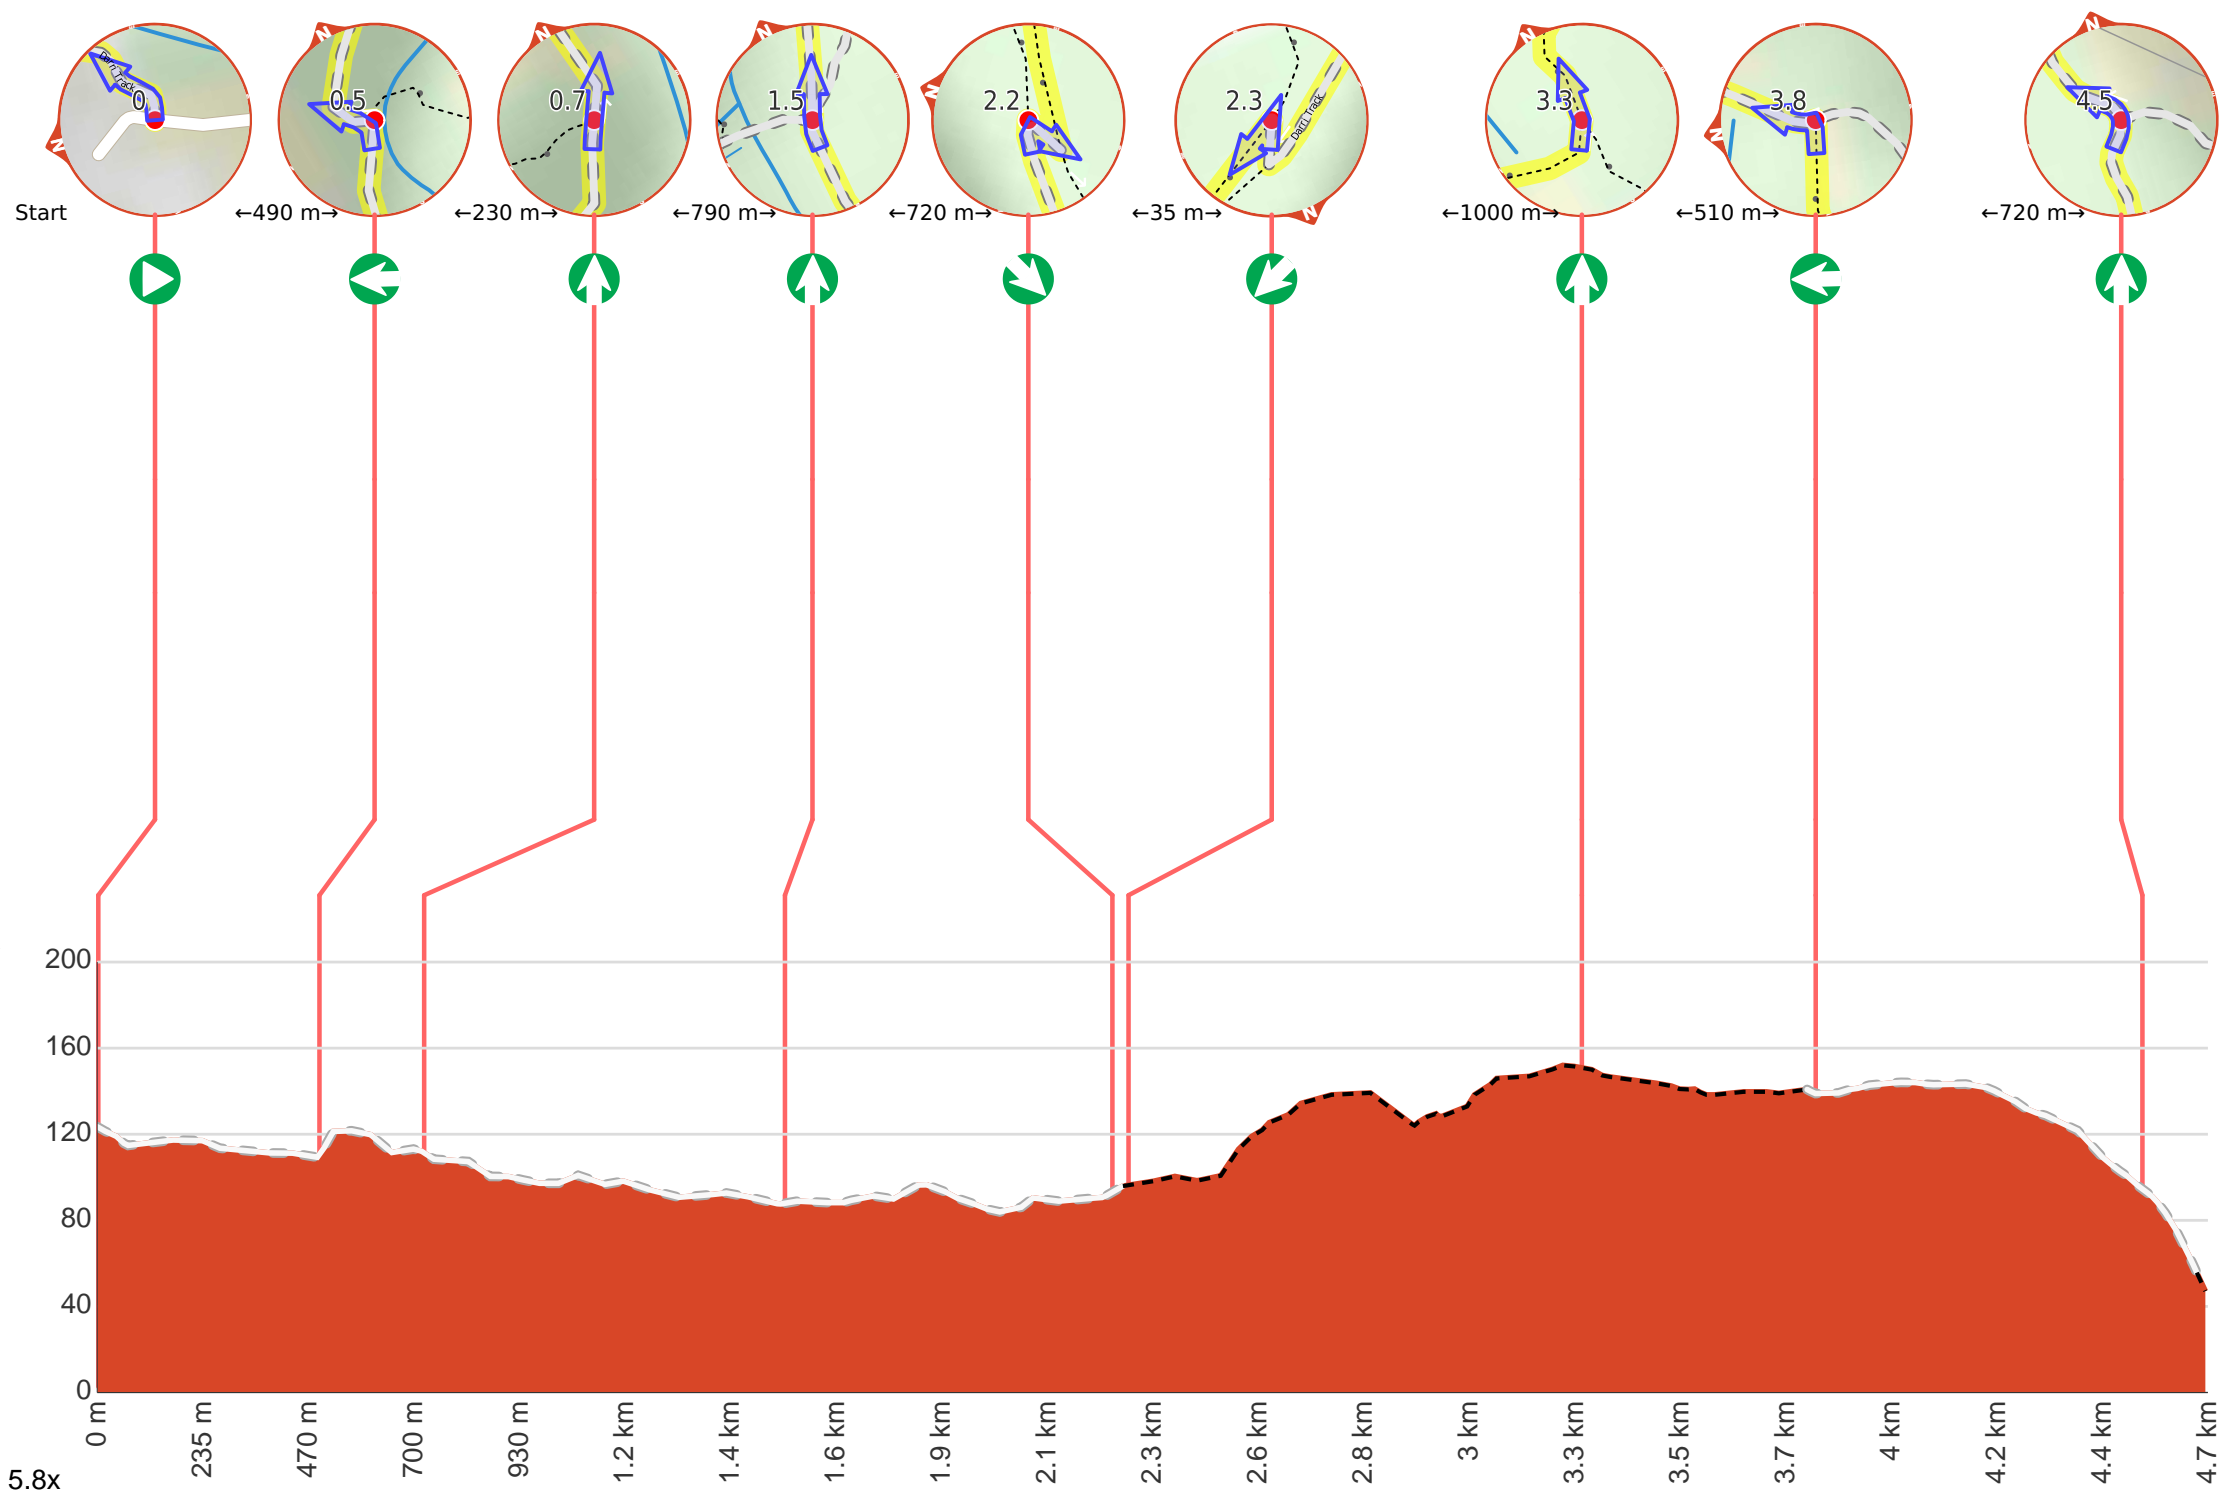 N N N N N N N N N
Darri Track
0 0.5 0.7 1.5 2.2 2.3 3.3 3.8 4.5
Darri Track
Start ←490 m→ ←230 m→ ←790 m→ ←720 m→ ←35 m→ ←1000 m→ ←510 m→ ←720 m→
200
160
120
80
40
0
0 m 235 m 470 m 700 m 930 m 1.2 km 1.4 km 1.6 km 1.9 km 2.1 km 2.3 km 2.6 km 2.8 km 3 km 3.3 km 3.5 km 3.7 km 4 km 4.2 km 4.4 km 4.7 km
5.8x